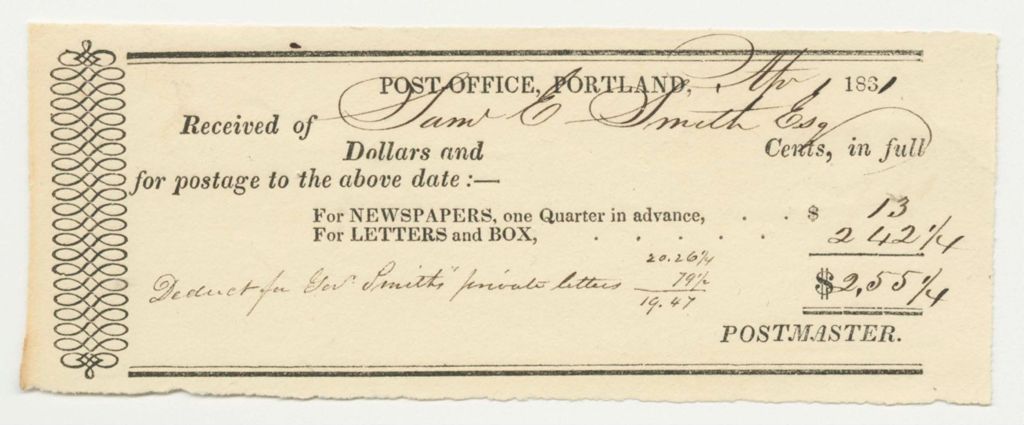 POST-OFFICE, PORTLAND, Apr 1 1831
Received of Saml E Smith Esq
Dollars and Cents, in full
for postage to the above date :—
For NEWSPAPERS, one Quarter in advance, . . $ 13
For LETTERS and BOX, . . . . . 2 42 1/4
$2,55 1/4
20.26 1/4
Deduct for Gov Smith's private letters 79 1/2
19.47
POSTMASTER.